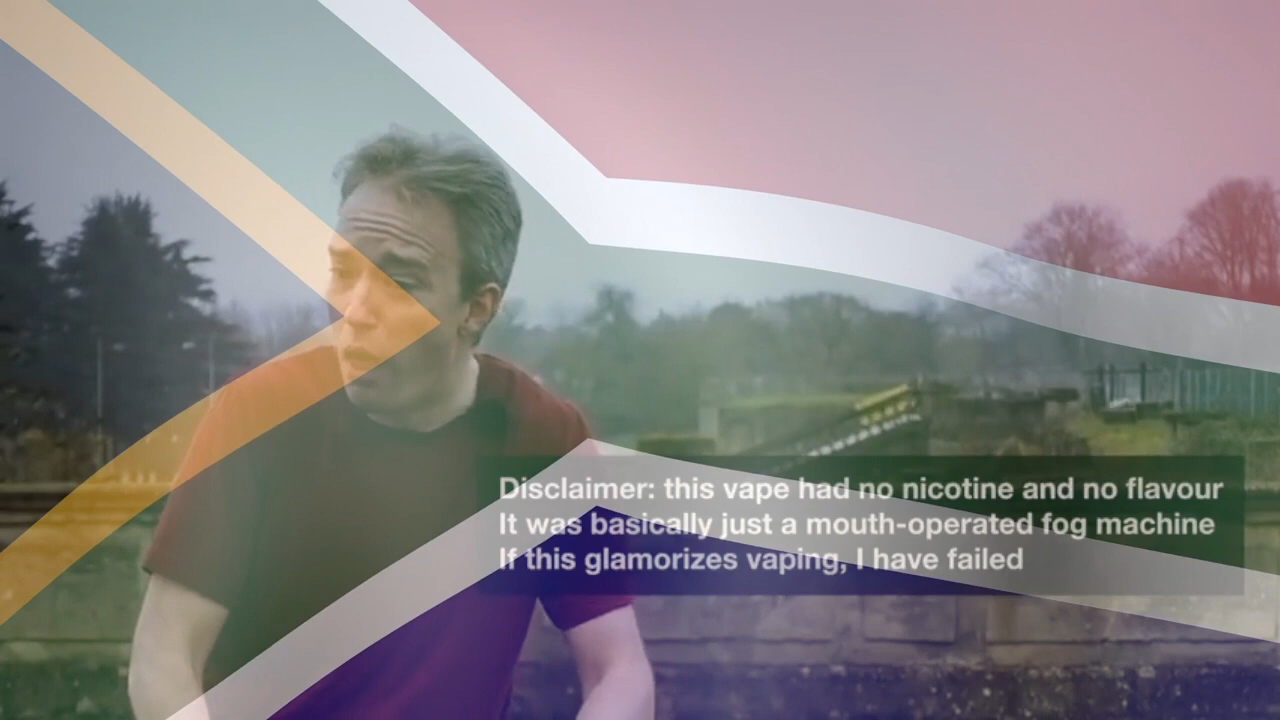 Disclaimer: this vape had no nicotine and no flavour
It was basically just a mouth-operated fog machine
If this glamorizes vaping, I have failed